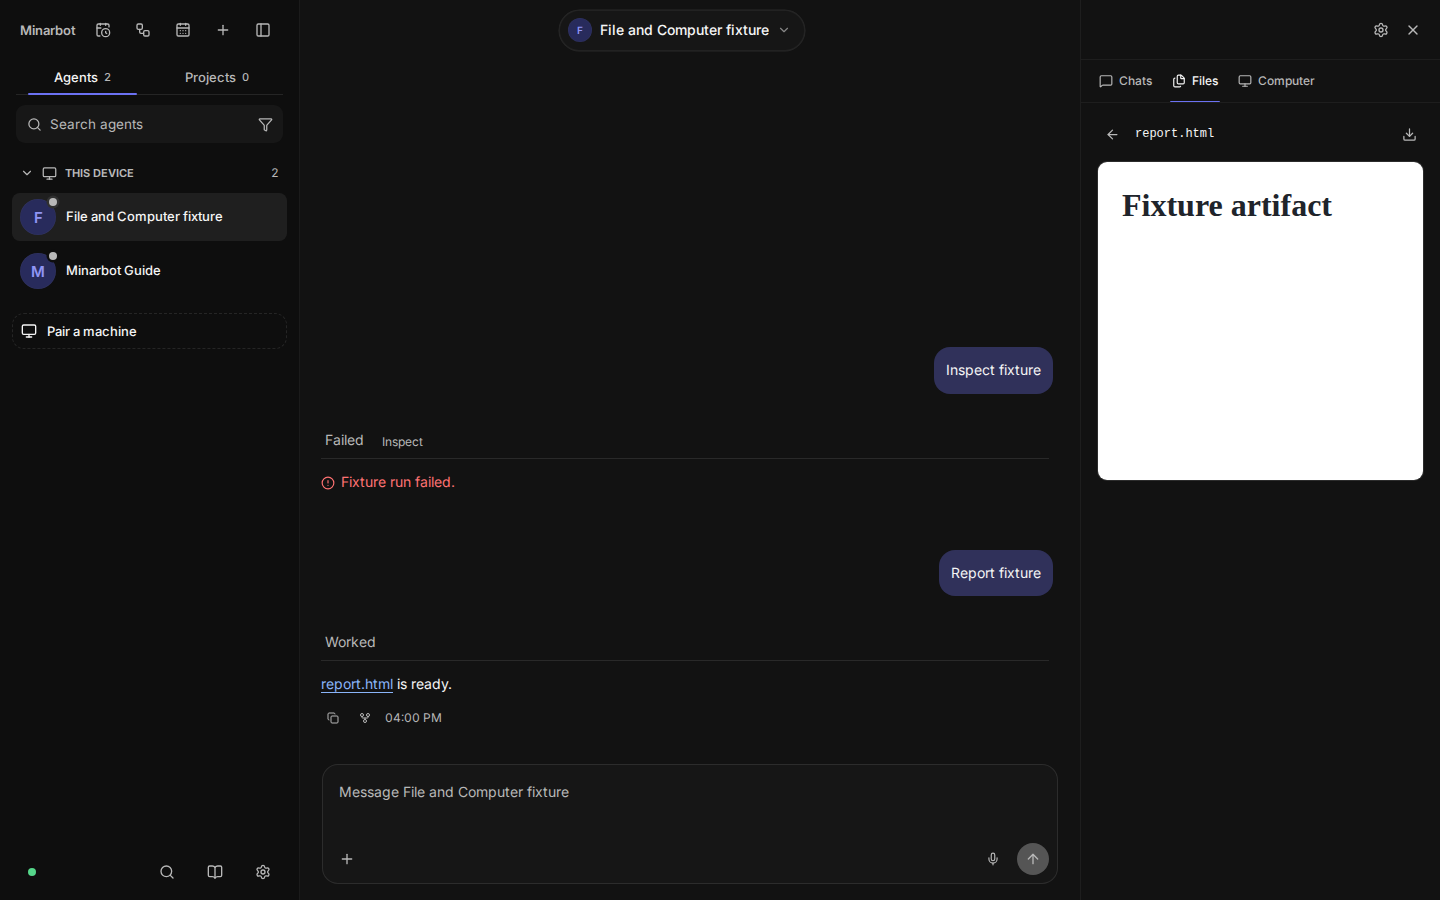 Minarbot
Agents 2
Projects 0
Search agents
THIS DEVICE 2
F File and Computer fixture
M Minarbot Guide
Pair a machine
F File and Computer fixture
Inspect fixture
Failed Inspect
Fixture run failed.
Report fixture
Worked
report.html is ready.
04:00 PM
Message File and Computer fixture
Chats Files Computer
report.html
Fixture artifact